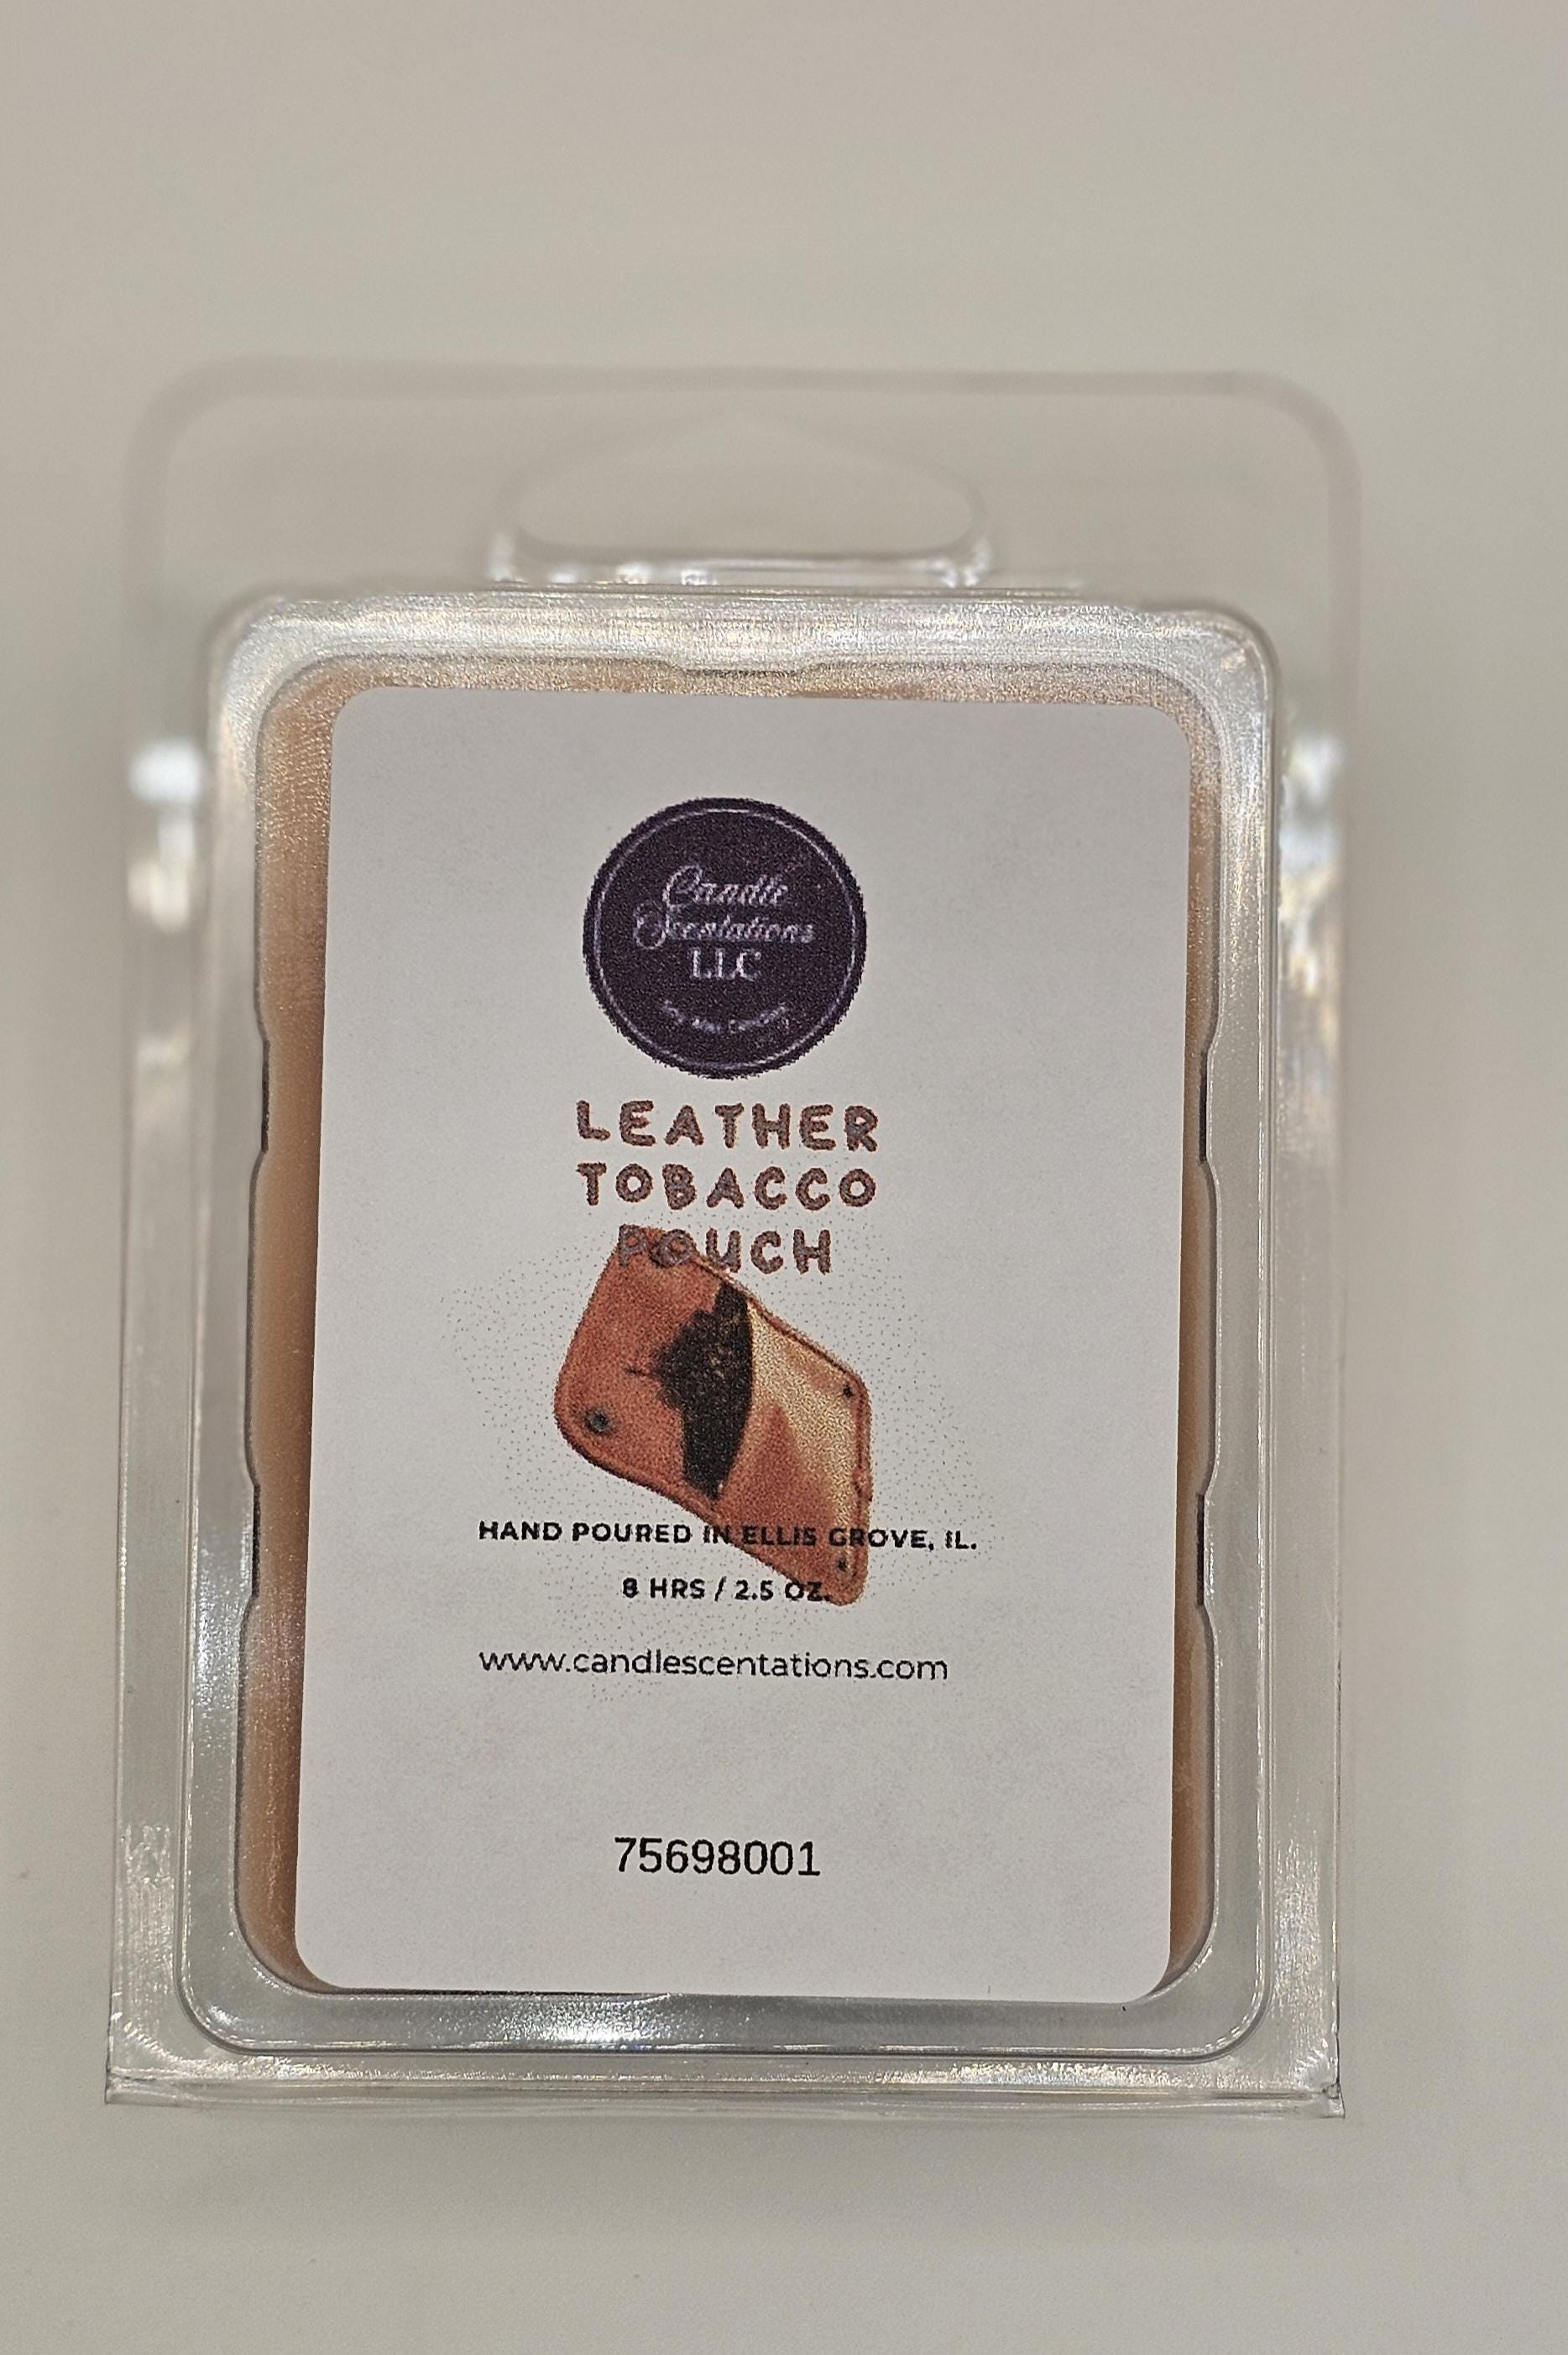 Candle
Scentations
LLC
LEATHER
TOBACCO
POUCH
HAND POURED IN ELLIS GROVE, IL.
8 HRS / 2.5 OZ.
www.candlescentations.com
75698001